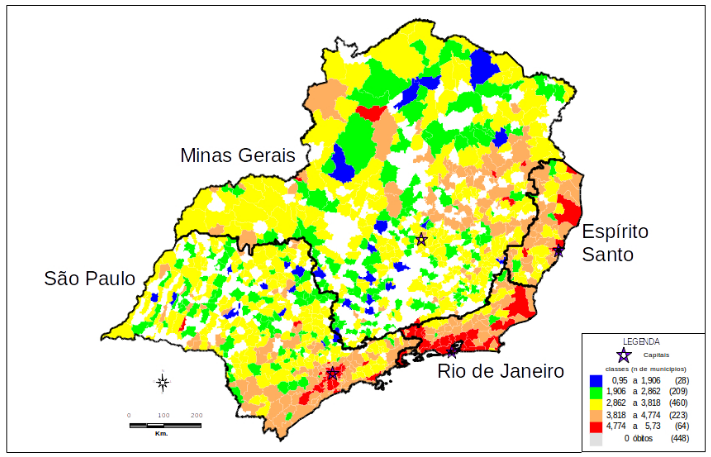 Minas Gerais
Espírito
Santo
São Paulo
Rio de Janeiro
0 100 200
Km.
LEGENDA
Capitais
classes (n de municípios)
0,95 a 1,906 (28)
1,906 a 2,862 (209)
2,862 a 3,818 (460)
3,818 a 4,774 (223)
4,774 a 5,73 (64)
0 óbitos (448)